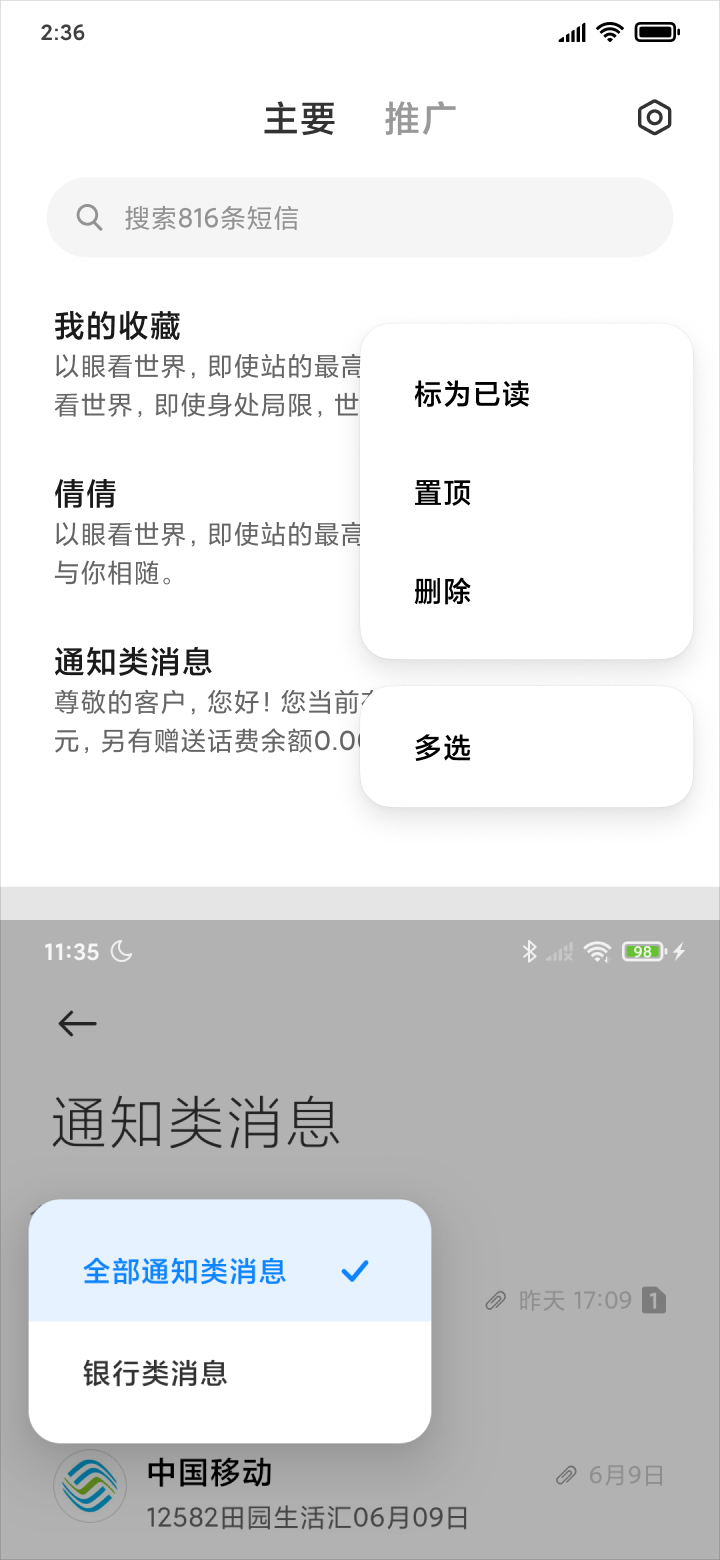 2:36
主要 推广
搜索816条短信
我的收藏
以眼看世界，即使站的最高
看世界，即使身处局限，世
标为已读
置顶
删除
倩倩
以眼看世界，即使站的最高
与你相随。
通知类消息
尊敬的客户，您好！您当前
元，另有赠送话费余额0.0
多选
11:35 98
通知类消息
全部通知类消息
银行类消息
昨天 17:09 1
中国移动 6月9日
12582田园生活汇06月09日